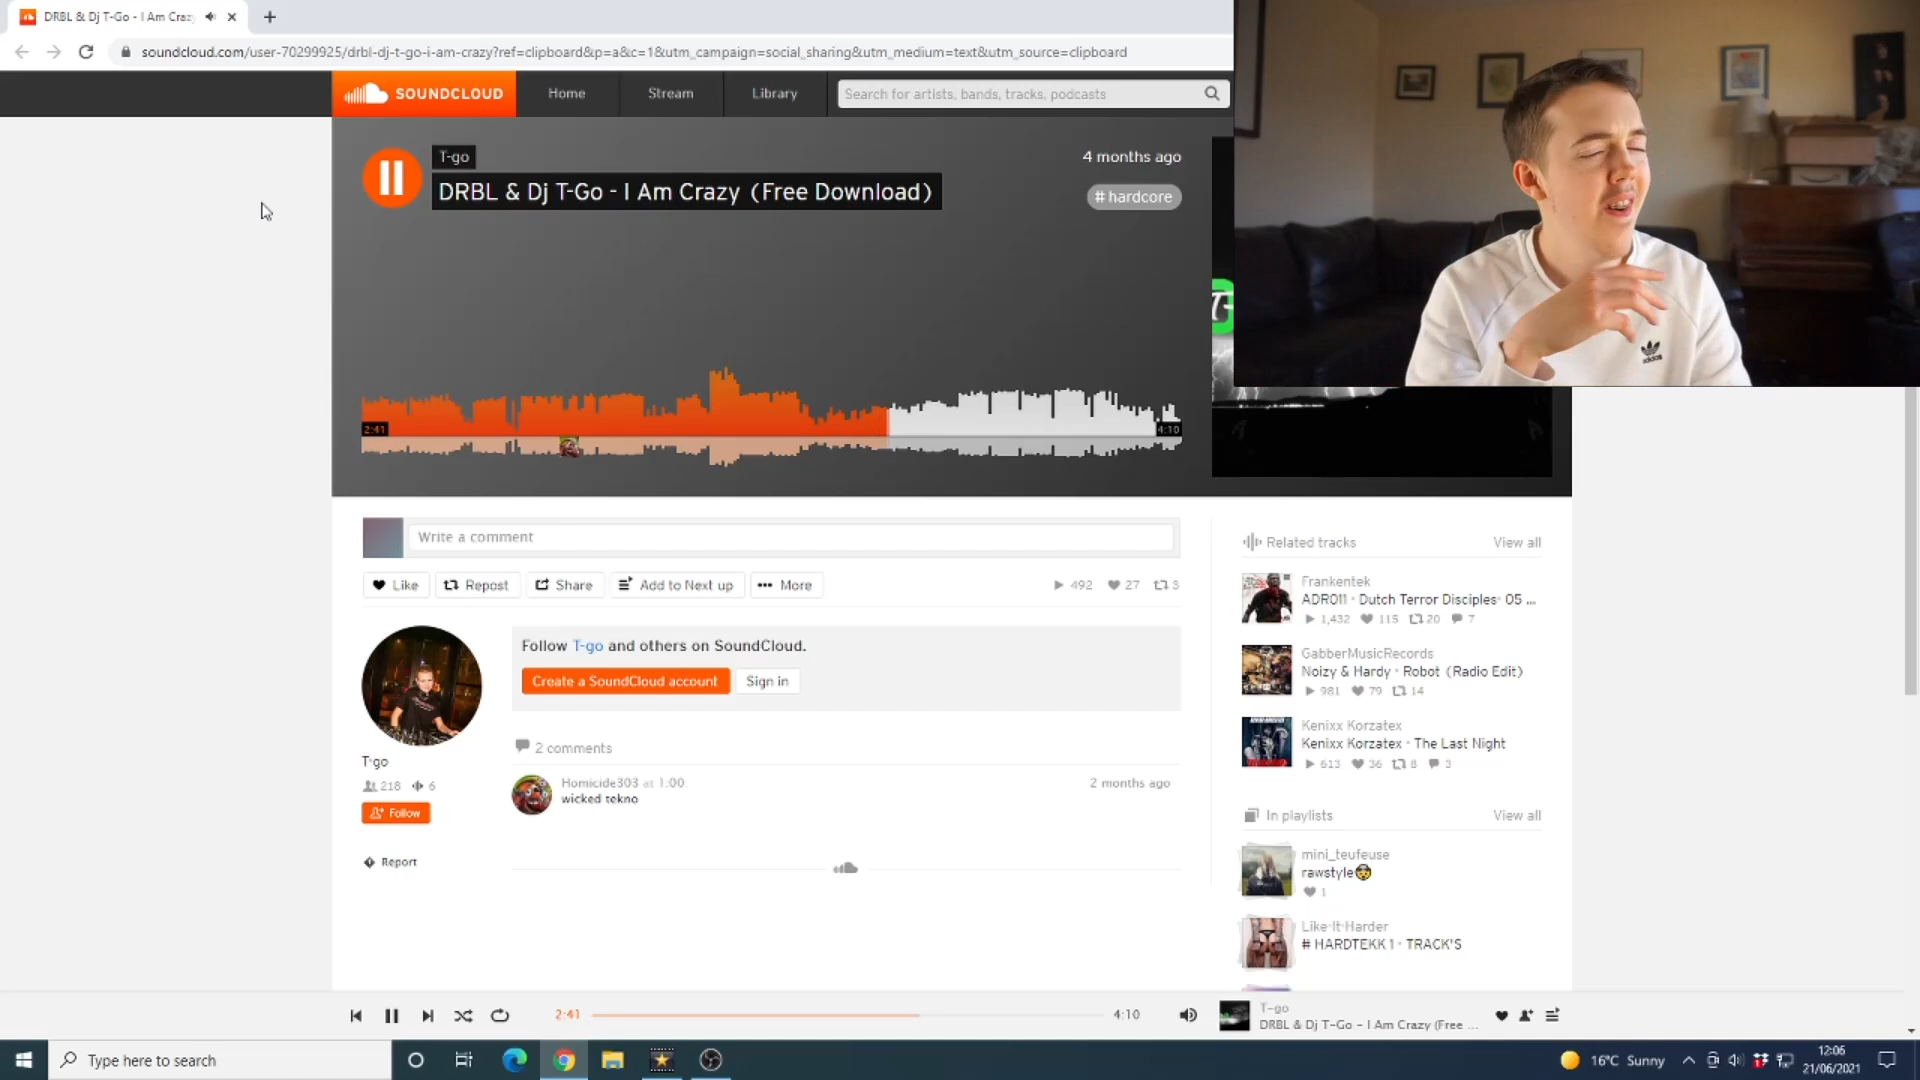 DRBL & Dj T-Go - I Am Craz
soundcloud.com/user-70299925/drbl-dj-t-go-i-am-crazy?ref=clipboard&p=a&c=1&utm_campaign=social_sharing&utm_medium=text&utm_source=clipboard
SOUNDCLOUD
Home
Stream
Library
Search for artists, bands, tracks, podcasts
T-go
4 months ago
DRBL & Dj T-Go - I Am Crazy (Free Download)
# hardcore
adidas
2:41
4:10
Write a comment
Like
Repost
Share
Add to Next up
More
492
27
3
Related tracks
View all
Frankentek
ADR011 • Dutch Terror Disciples• 05 ...
1,432
115
20
7
GabberMusicRecords
Noizy & Hardy • Robot (Radio Edit)
981
79
14
Kenixx Korzatex
Kenixx Korzatex • The Last Night
613
36
8
3
Follow T-go and others on SoundCloud.
Create a SoundCloud account
Sign in
T-go
218
6
Follow
Report
2 comments
Homicide303 at 1:00:
2 months ago
wicked tekno
In playlists
View all
mini_teufeuse
rawstyle🤯
1
Like-It-Harder
# HARDTEKK 1 • TRACK'S
2:41
4:10
T-go
DRBL & Dj T-Go - I Am Crazy (Free ...
Type here to search
16°C Sunny
12:06
21/06/2021